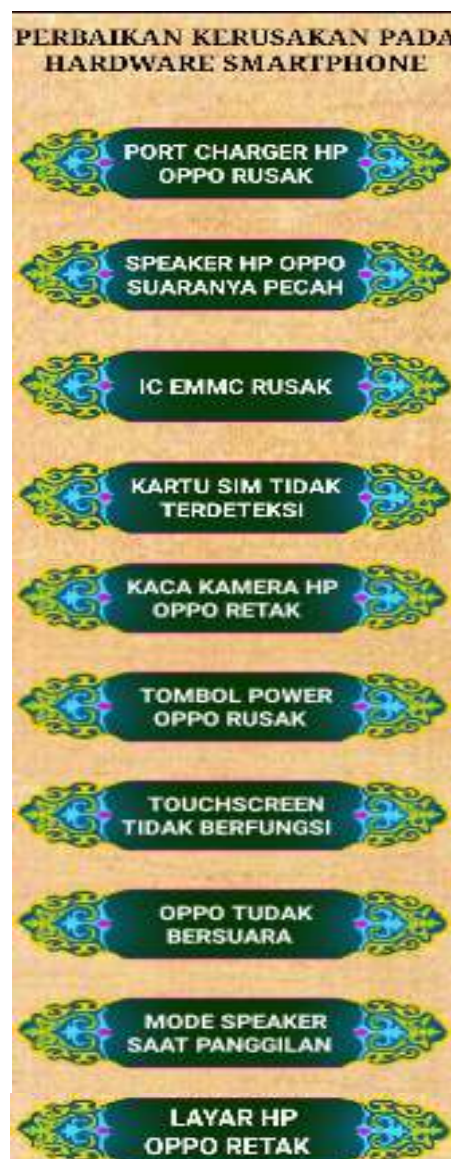 PERBAIKAN KERUSAKAN PADA
HARDWARE SMARTPHONE
PORT CHARGER HP
OPPO RUSAK
SPEAKER HP OPPO
SUARANYA PECAH
IC EMMC RUSAK
KARTU SIM TIDAK
TERDETEKSI
KACA KAMERA HP
OPPO RETAK
TOMBOL POWER
OPPO RUSAK
TOUCHSCREEN
TIDAK BERFUNGSI
OPPO TUDAK
BERSUARA
MODE SPEAKER
SAAT PANGGILAN
LAYAR HP
OPPO RETAK